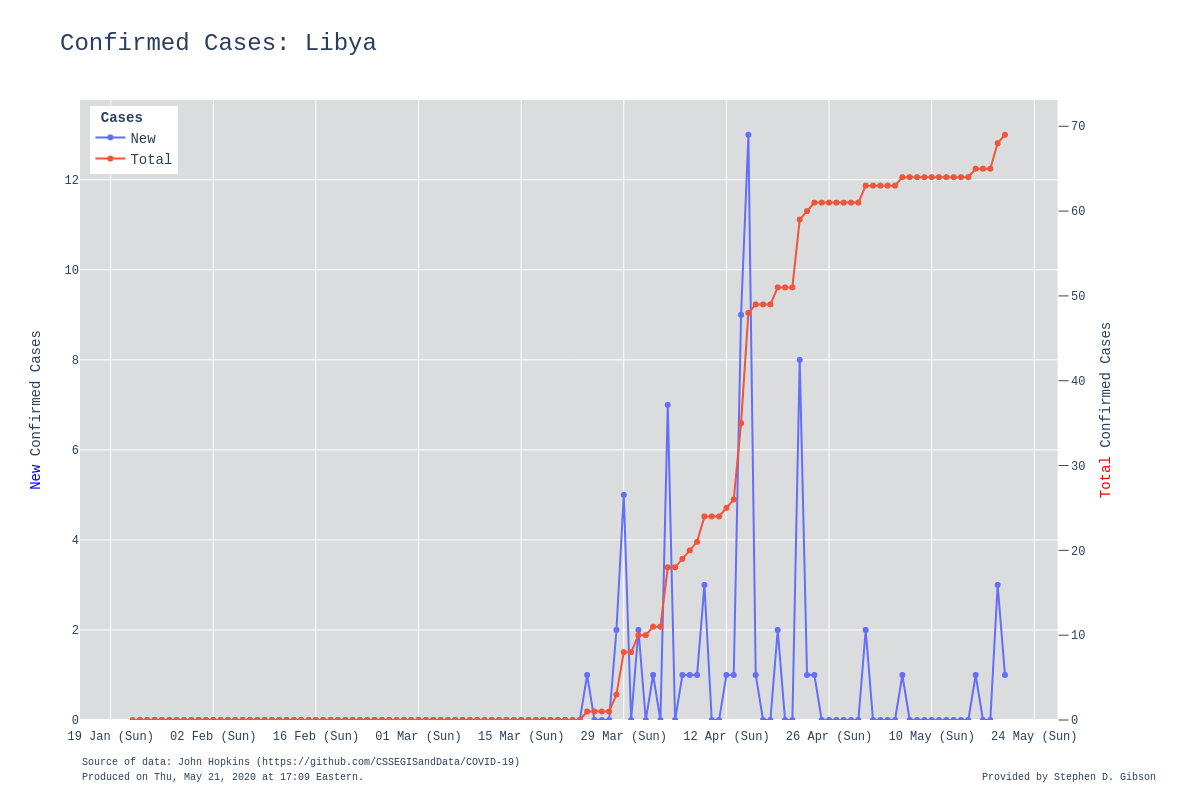 Confirmed Cases: Libya
Cases
New
Total
12
10
8
6
4
2
0
70
60
50
40
30
20
10
0
New Confirmed Cases
Total Confirmed Cases
19 Jan (Sun) 02 Feb (Sun) 16 Feb (Sun) 01 Mar (Sun) 15 Mar (Sun) 29 Mar (Sun) 12 Apr (Sun) 26 Apr (Sun) 10 May (Sun) 24 May (Sun)
Source of data: John Hopkins (https://github.com/CSSEGISandData/COVID-19)
Produced on Thu, May 21, 2020 at 17:09 Eastern.
Provided by Stephen D. Gibson